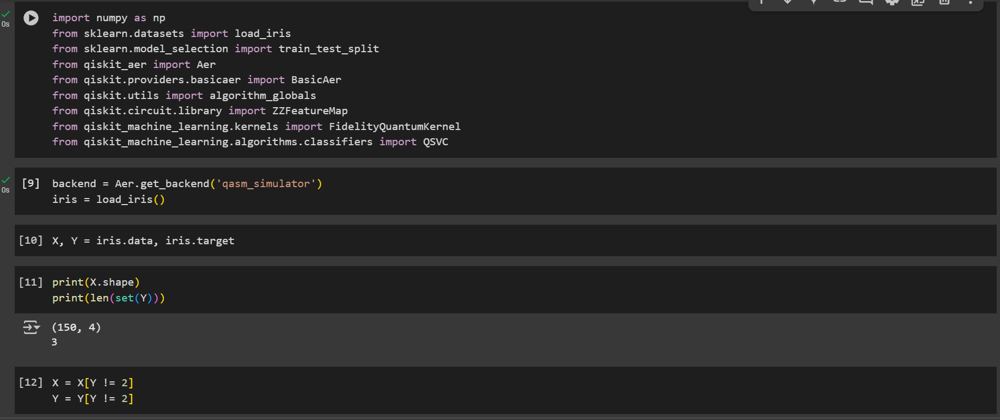 import numpy as np
from sklearn.datasets import load_iris
from sklearn.model_selection import train_test_split
from qiskit_aer import Aer
from qiskit.providers.basicaer import BasicAer
from qiskit.utils import algorithm_globals
from qiskit.circuit.library import ZZFeatureMap
from qiskit_machine_learning.kernels import FidelityQuantumKernel
from qiskit_machine_learning.algorithms.classifiers import QSVC
0s
[9] backend = Aer.get_backend('qasm_simulator')
iris = load_iris()
0s
[10] X, Y = iris.data, iris.target
[11] print(X.shape)
print(len(set(Y)))
(150, 4)
3
[12] X = X[Y != 2]
Y = Y[Y != 2]